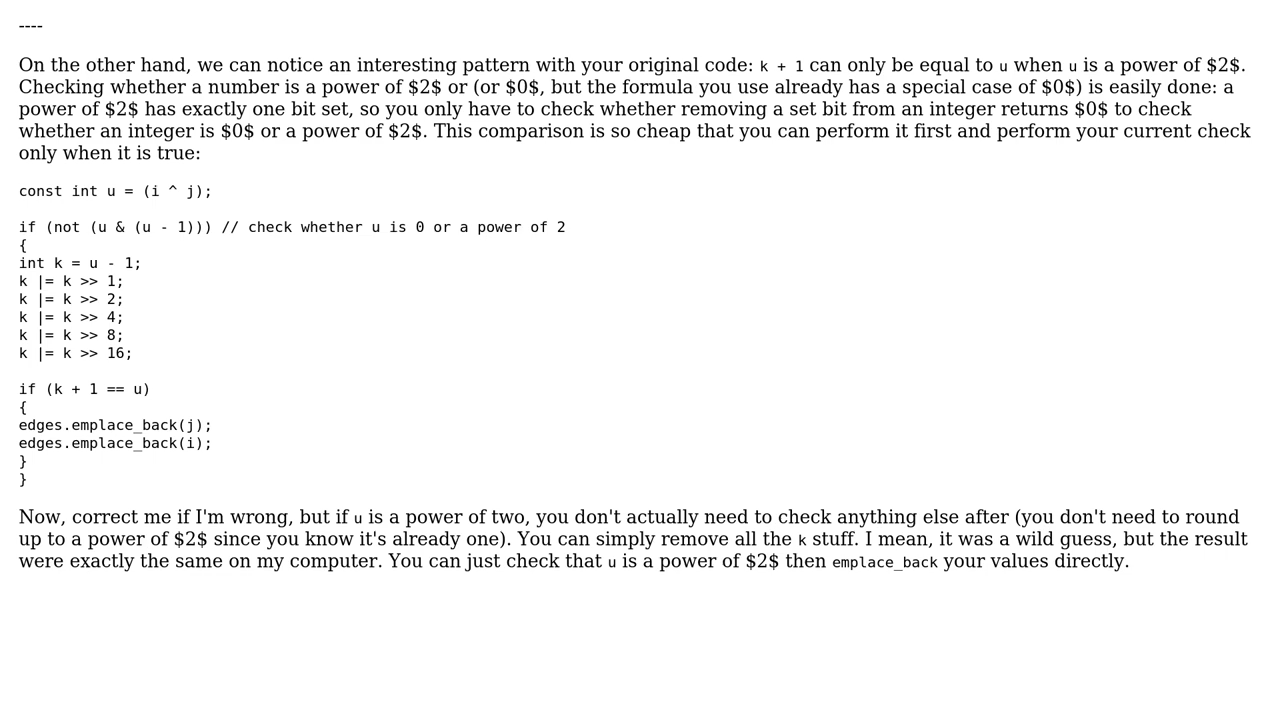 ----
On the other hand, we can notice an interesting pattern with your original code: k + 1 can only be equal to u when u is a power of $2$.
Checking whether a number is a power of $2$ or (or $0$, but the formula you use already has a special case of $0$) is easily done: a
power of $2$ has exactly one bit set, so you only have to check whether removing a set bit from an integer returns $0$ to check
whether an integer is $0$ or a power of $2$. This comparison is so cheap that you can perform it first and perform your current check
only when it is true:
const int u = (i ^ j);
if (not (u & (u - 1))) // check whether u is 0 or a power of 2
{
int k = u - 1;
k |= k >> 1;
k |= k >> 2;
k |= k >> 4;
k |= k >> 8;
k |= k >> 16;
if (k + 1 == u)
{
edges.emplace_back(j);
edges.emplace_back(i);
}
}
Now, correct me if I'm wrong, but if u is a power of two, you don't actually need to check anything else after (you don't need to round
up to a power of $2$ since you know it's already one). You can simply remove all the k stuff. I mean, it was a wild guess, but the result
were exactly the same on my computer. You can just check that u is a power of $2$ then emplace_back your values directly.